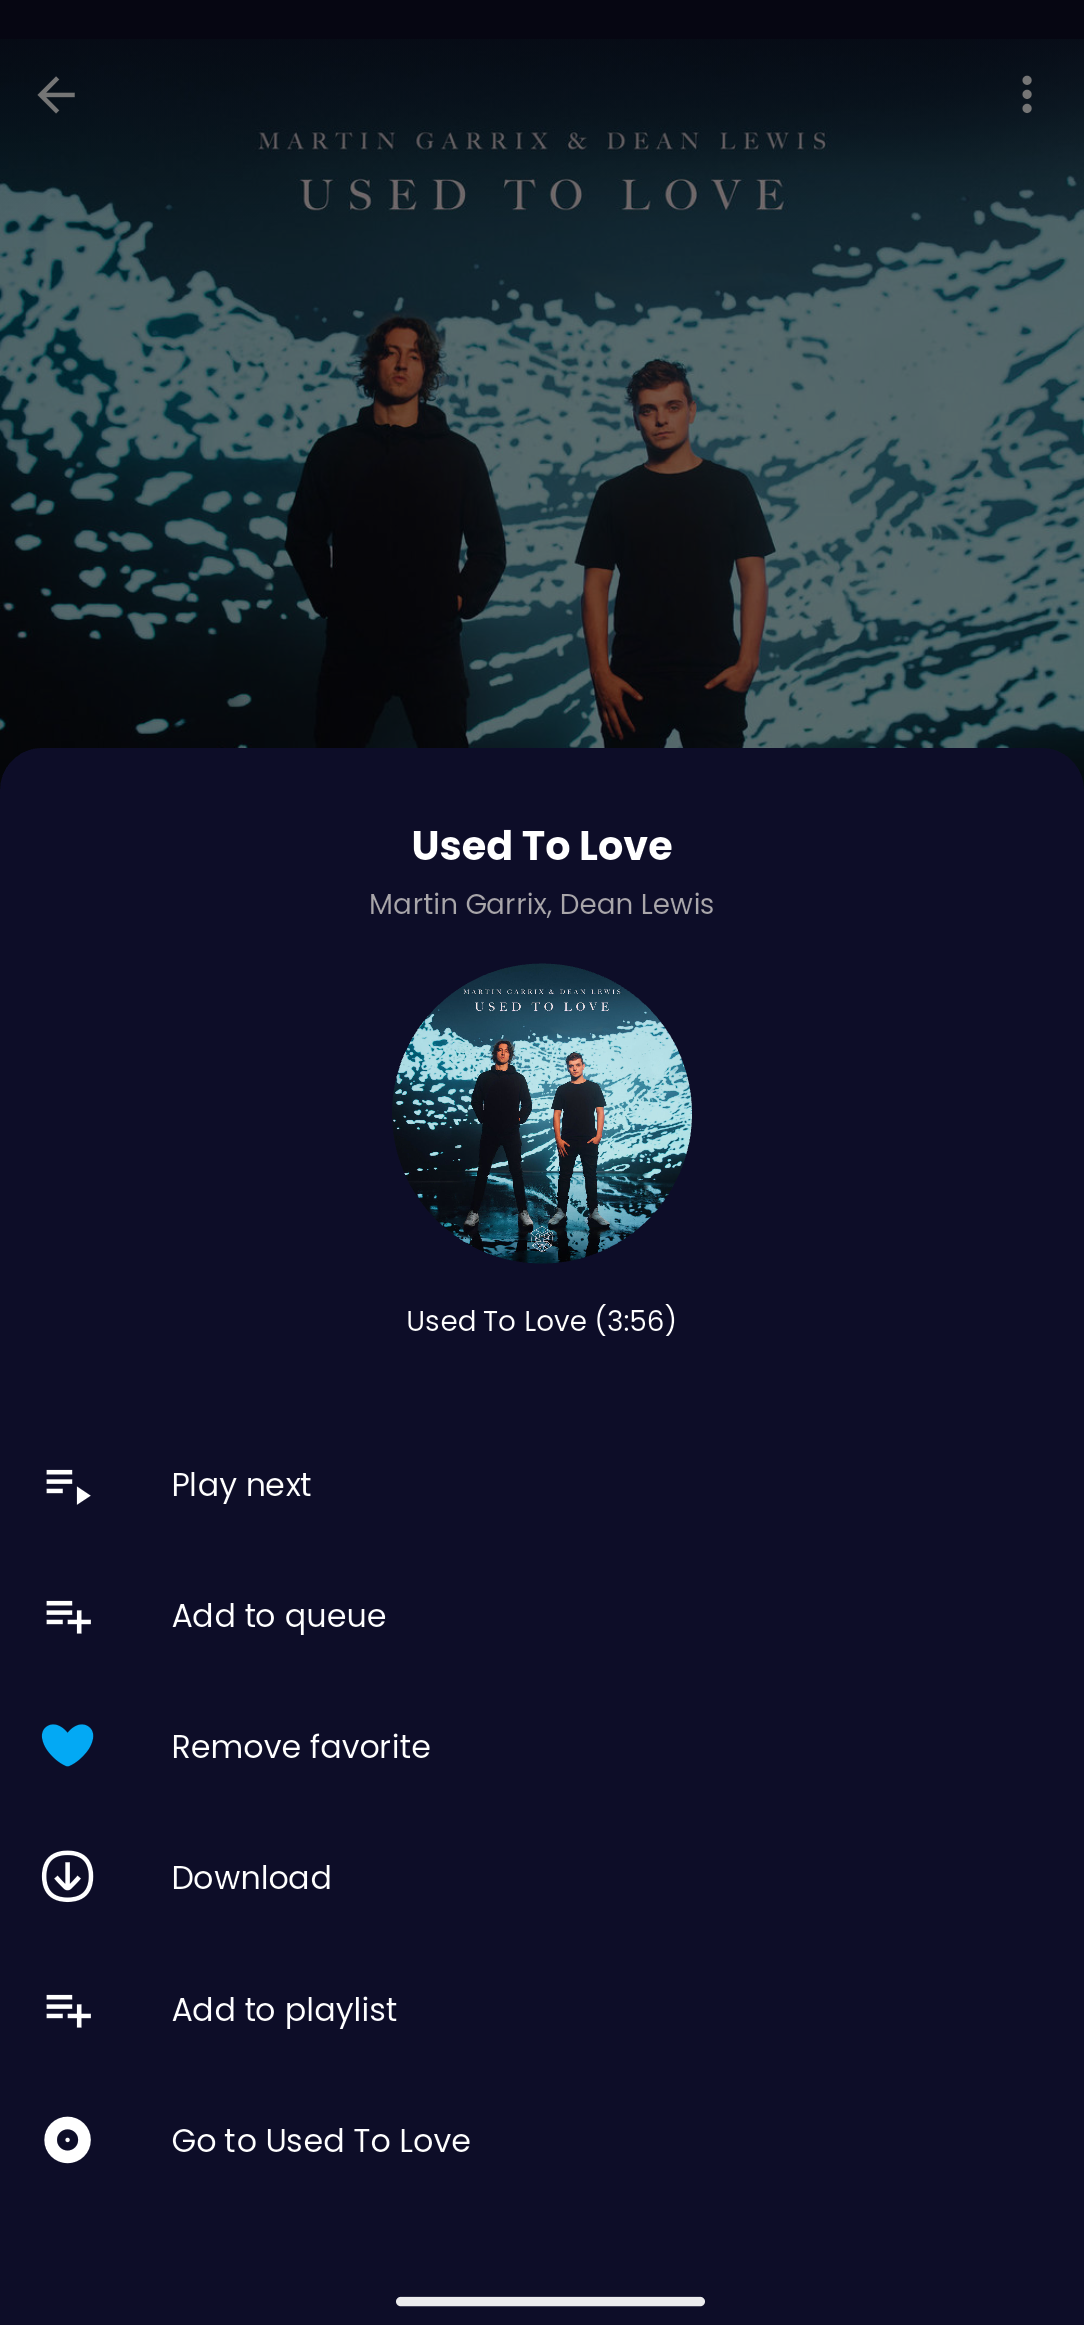 MARTIN GARRIX & DEAN LEWIS
USED TO LOVE
Used To Love
Martin Garrix, Dean Lewis
MARTIN GARRIX & DEAN LEWIS
USED TO LOVE
Used To Love (3:56)
Play next
Add to queue
Remove favorite
Download
Add to playlist
Go to Used To Love